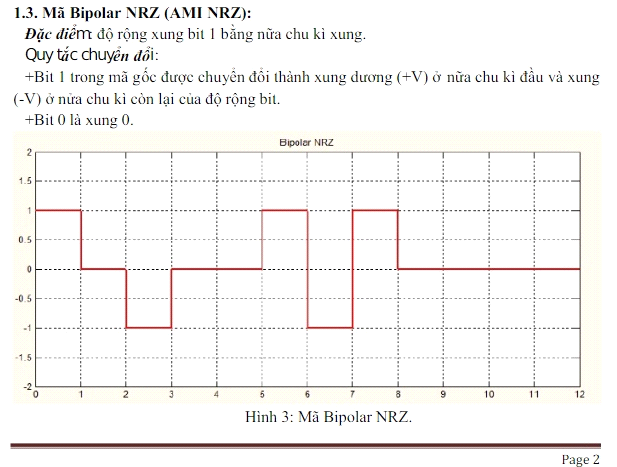 1.3. Mã Bipolar NRZ (AMI NRZ):
Đặc điểm: độ rộng xung bit 1 bằng nữa chu kì xung.
Quy tắc chuyển đổi:
+Bit 1 trong mã gốc được chuyển đổi thành xung dương (+V) ở nữa chu kì đầu và xung
(-V) ở nửa chu kì còn lại của độ rộng bit.
+Bit 0 là xung 0.
Bipolar NRZ
2
1.5
1
0.5
0
-0.5
-1
-1.5
-2
0 1 2 3 4 5 6 7 8 9 10 11 12
Hình 3: Mã Bipolar NRZ.
Page 2